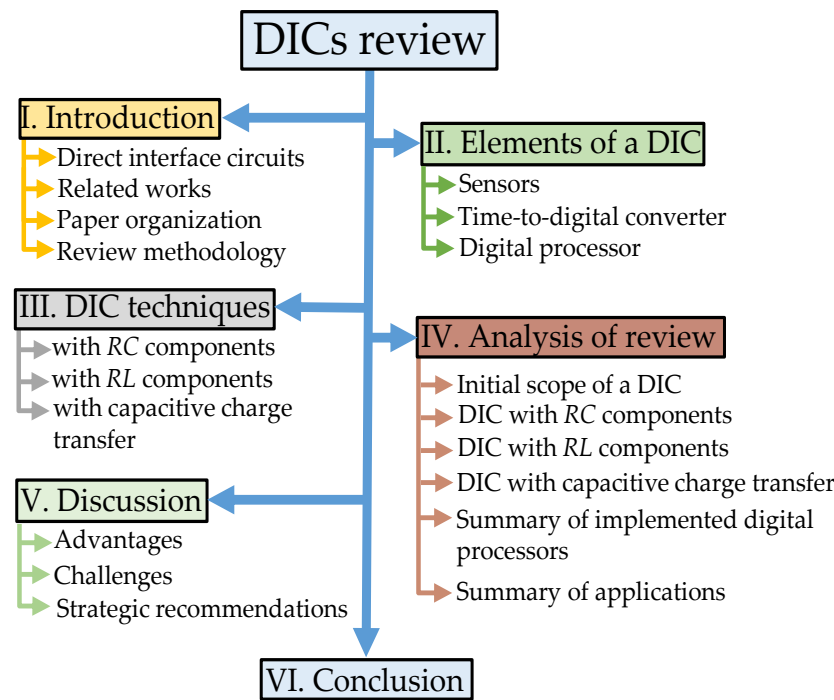 DICs review
I. Introduction
Direct interface circuits
Related works
Paper organization
Review methodology
II. Elements of a DIC
Sensors
Time-to-digital converter
Digital processor
III. DIC techniques
with RC components
with RL components
with capacitive charge
transfer
IV. Analysis of review
Initial scope of a DIC
DIC with RC components
DIC with RL components
DIC with capacitive charge transfer
Summary of implemented digital
processors
Summary of applications
V. Discussion
Advantages
Challenges
Strategic recommendations
VI. Conclusion